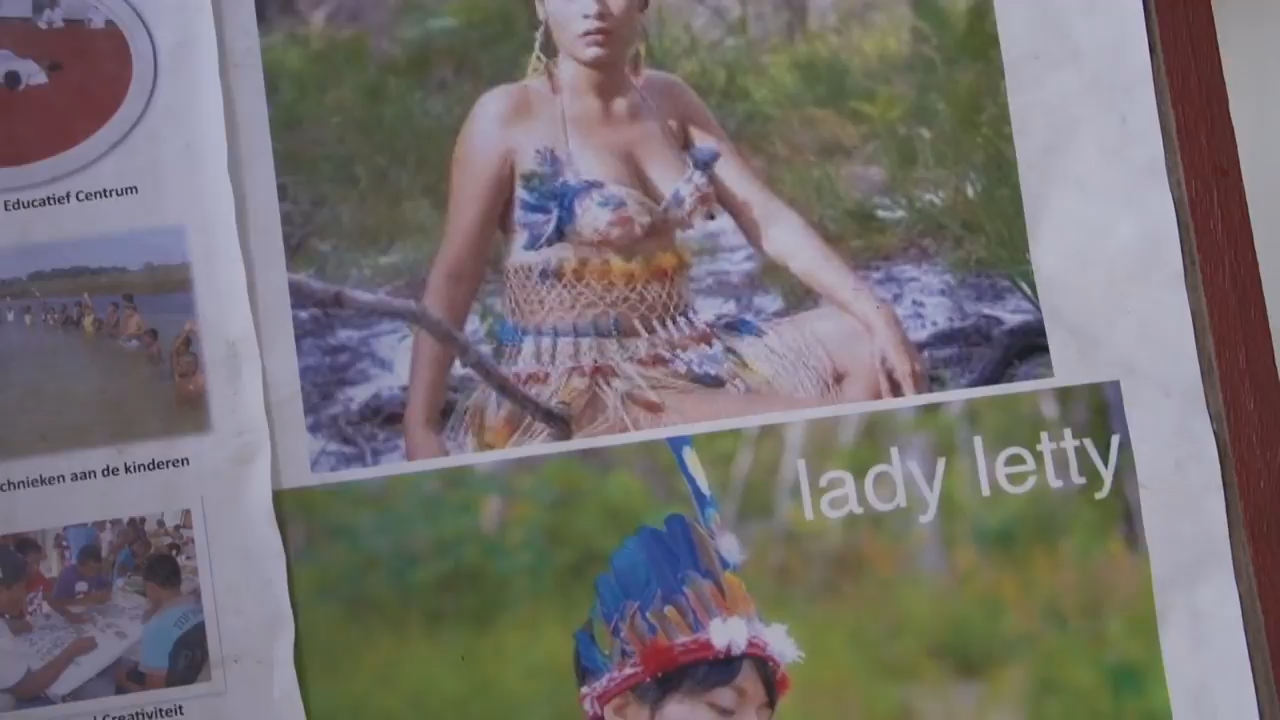 Educatief Centrum
chnieken aan de kinderen
Creativiteit
lady letty